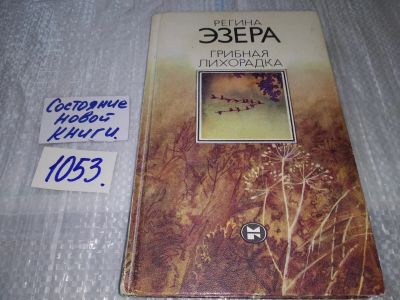 РЕГИНА
ЭЗЕРА
ГРИБНАЯ
ЛИХОРАДКА
Состояние
новой
книги.
1053.